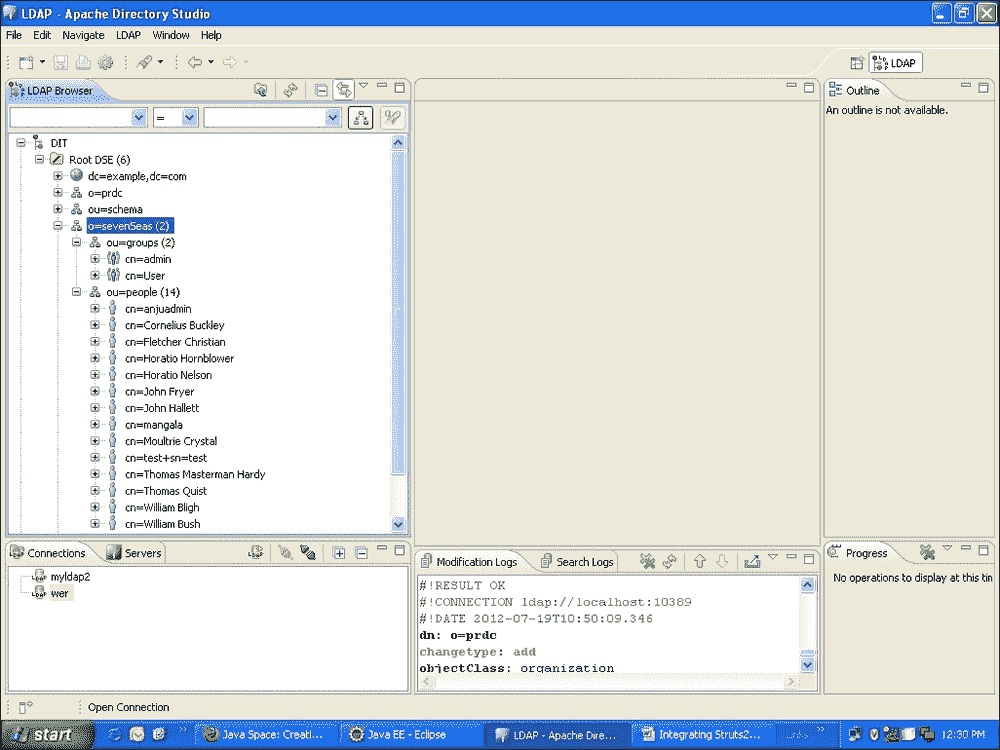 LDAP - Apache Directory Studio
File Edit Navigate LDAP Window Help
LDAP
LDAP Browser
=
DIT
Root DSE (6)
dc=example,dc=com
o=prdc
ou=schema
o=sevenSeas (2)
ou=groups (2)
cn=admin
cn=User
ou=people (14)
cn=anjuadmin
cn=Cornelius Buckley
cn=Fletcher Christian
cn=Horatio Hornblower
cn=Horatio Nelson
cn=John Fryer
cn=John Hallett
cn=mangala
cn=Moultrie Crystal
cn=test+sn=test
cn=Thomas Masterman Hardy
cn=Thomas Quist
cn=William Bligh
cn=William Bush
Outline
An outline is not available.
Connections Servers
myldap2
wer
Modification Logs Search Logs
#!RESULT OK
#!CONNECTION ldap://localhost:10389
#!DATE 2012-07-19T10:50:09.346
dn: o=prdc
changetype: add
objectClass: organization
Progress
No operations to display at this tin
Open Connection
start
Java Space: Creati...
Java EE - Eclipse
LDAP - Apache Dire...
Integrating Struts2...
Links
12:30 PM